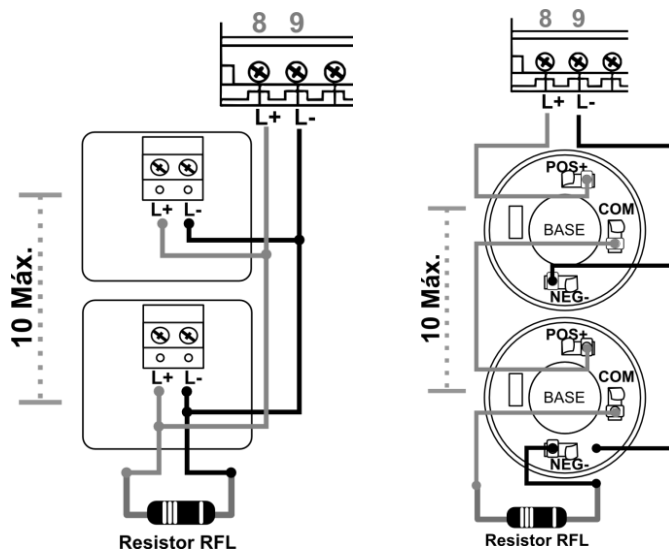 8 9
L+ L-
L+ L-
10 Máx.
L+ L-
Resistor RFL
8 9
L+ L-
POS+
COM
BASE
NEG-
10 Máx.
POS+
COM
BASE
NEG-
Resistor RFL